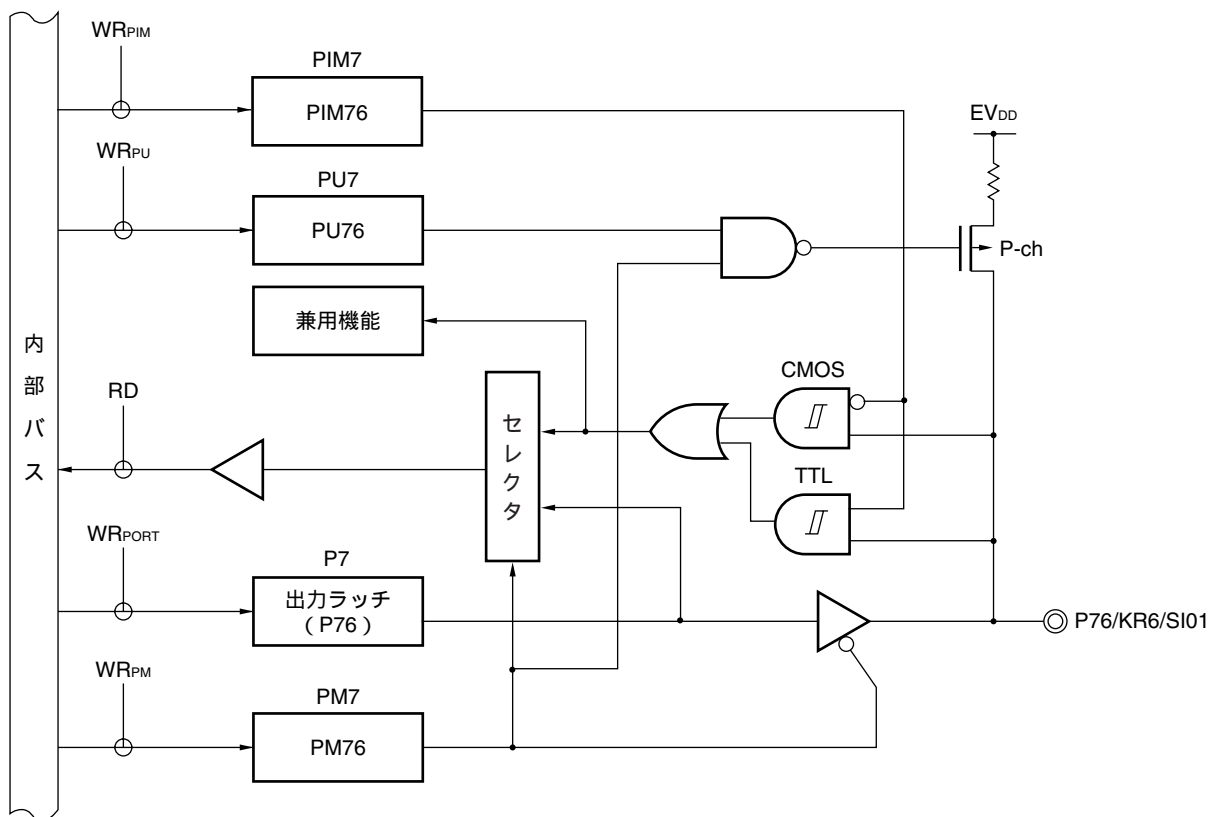 WRPIM
PIM7
PIM76
EVDD
WRPU
PU7
PU76
P-ch
兼用機能
内部バス
CMOS
RD
セレクタ
TTL
WRPORT
P7
出力ラッチ
(P76)
P76/KR6/SI01
WRPM
PM7
PM76